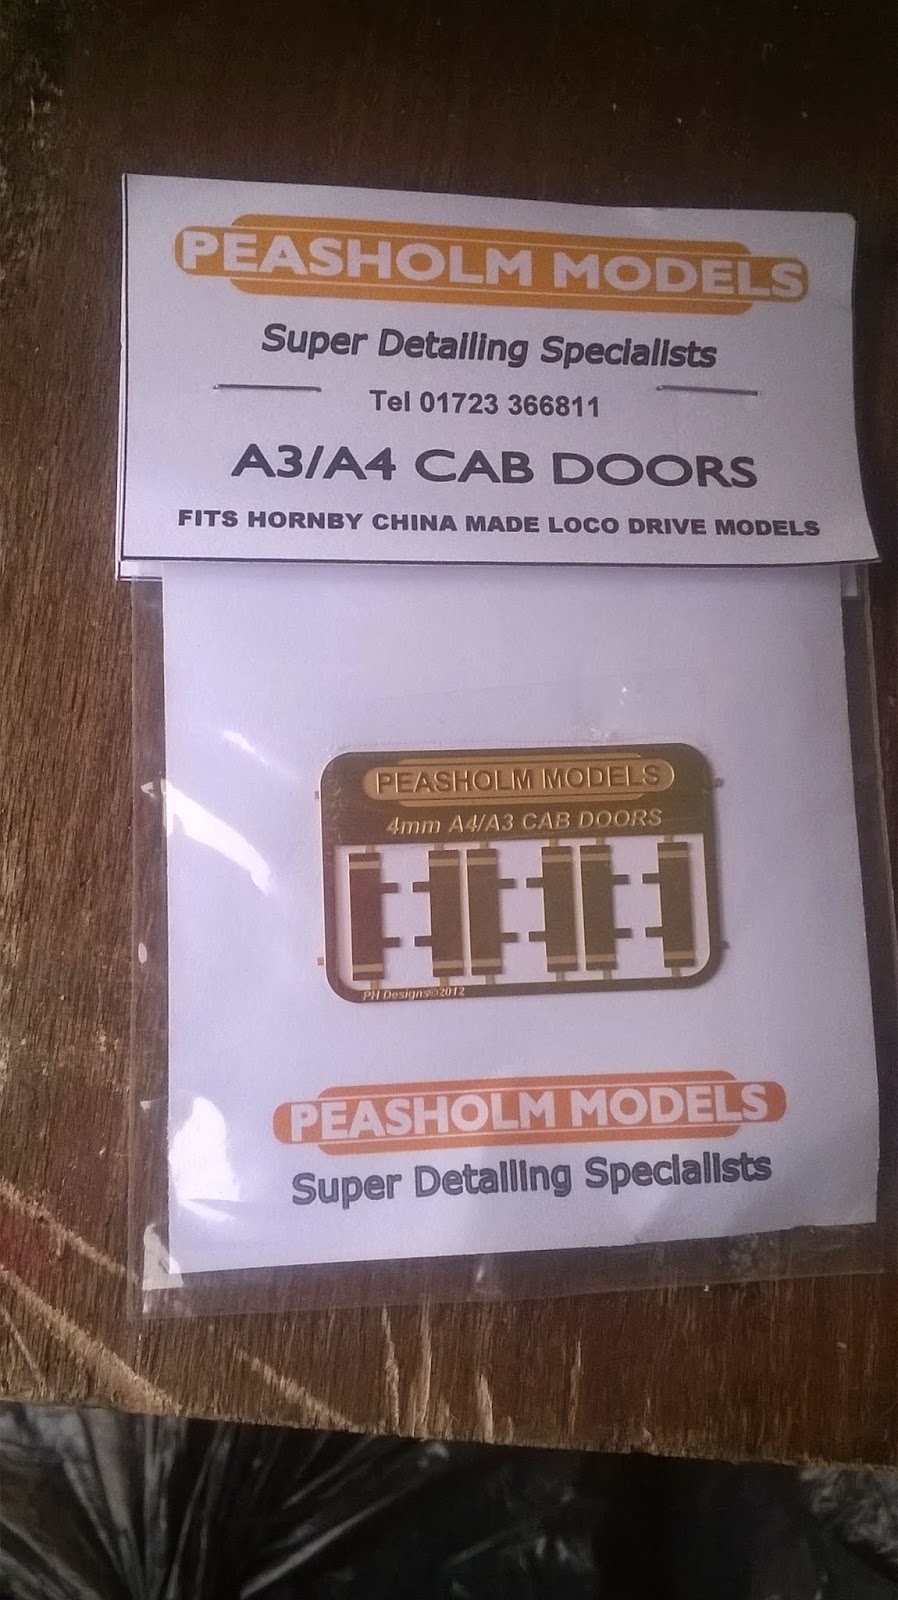 PEASHOLM MODELS
Super Detailing Specialists
Tel 01723 366811
A3/A4 CAB DOORS
FITS HORNBY CHINA MADE LOCO DRIVE MODELS
PEASHOLM MODELS
4mm A4/A3 CAB DOORS
PH Designs©2012
PEASHOLM MODELS
Super Detailing Specialists